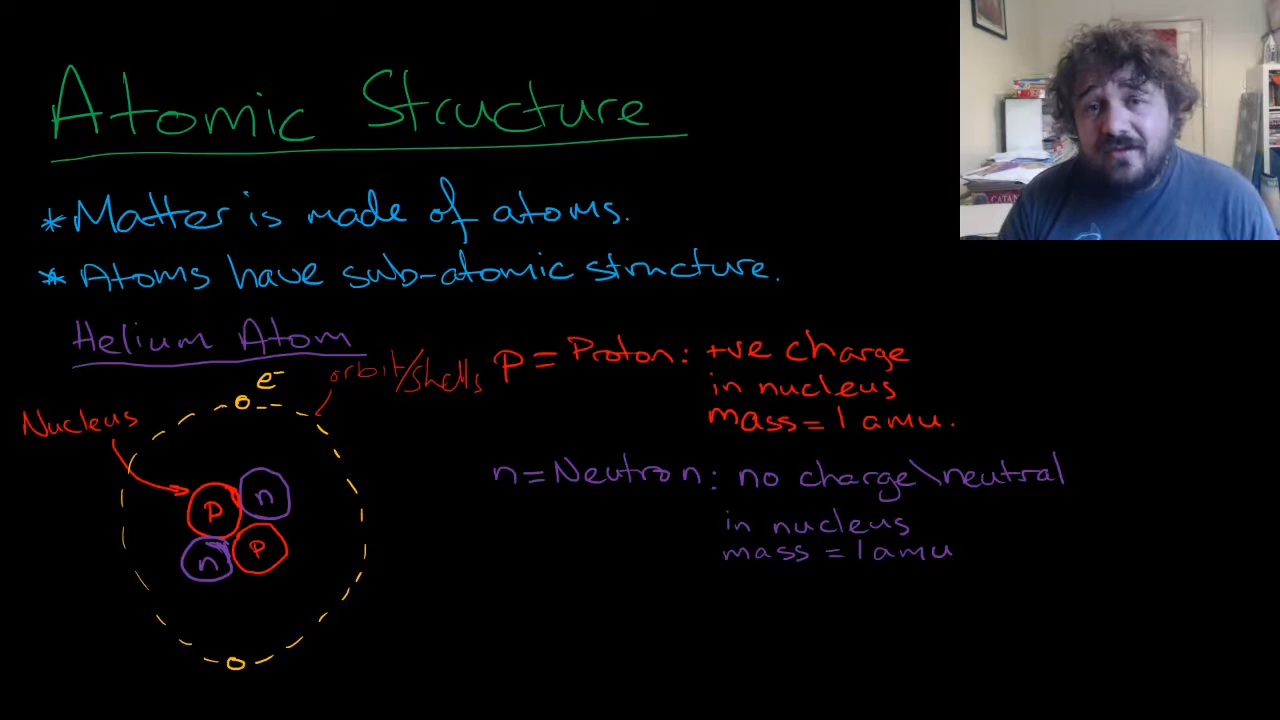 Atomic Structure
* Matter is made of atoms.
* Atoms have sub-atomic structure.
Helium Atom
e-
orbit/shells
Nucleus
p
n
n
p
P = Proton: +ve charge
in nucleus
mass = 1 amu.
n = Neutron: no charge\neutral
in nucleus
mass = 1 amu
CATAN